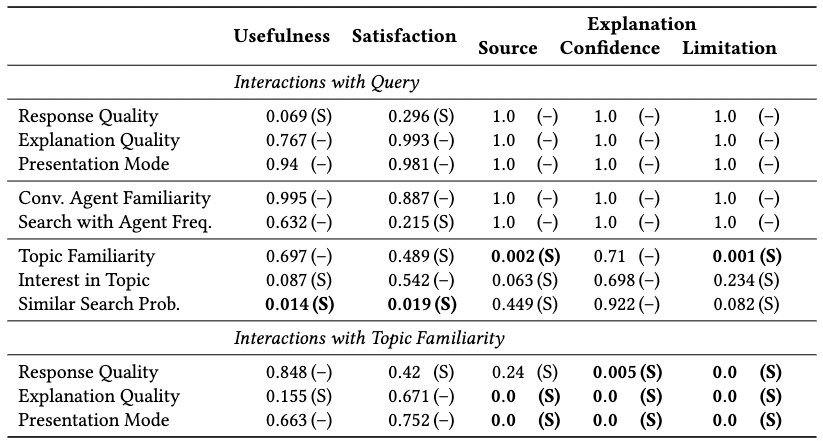 Explanation
Usefulness Satisfaction Source Confidence Limitation
Interactions with Query
Response Quality 0.069 (S) 0.296 (S) 1.0 (–) 1.0 (–) 1.0 (–)
Explanation Quality 0.767 (–) 0.993 (–) 1.0 (–) 1.0 (–) 1.0 (–)
Presentation Mode 0.94 (–) 0.981 (–) 1.0 (–) 1.0 (–) 1.0 (–)
Conv. Agent Familiarity 0.995 (–) 0.887 (–) 1.0 (–) 1.0 (–) 1.0 (–)
Search with Agent Freq. 0.632 (–) 0.215 (S) 1.0 (–) 1.0 (–) 1.0 (–)
Topic Familiarity 0.697 (–) 0.489 (S) 0.002 (S) 0.71 (–) 0.001 (S)
Interest in Topic 0.087 (S) 0.542 (–) 0.063 (S) 0.698 (–) 0.234 (S)
Similar Search Prob. 0.014 (S) 0.019 (S) 0.449 (S) 0.922 (–) 0.082 (S)
Interactions with Topic Familiarity
Response Quality 0.848 (–) 0.42 (S) 0.24 (S) 0.005 (S) 0.0 (S)
Explanation Quality 0.155 (S) 0.671 (–) 0.0 (S) 0.0 (S) 0.0 (S)
Presentation Mode 0.663 (–) 0.752 (–) 0.0 (S) 0.0 (S) 0.0 (S)